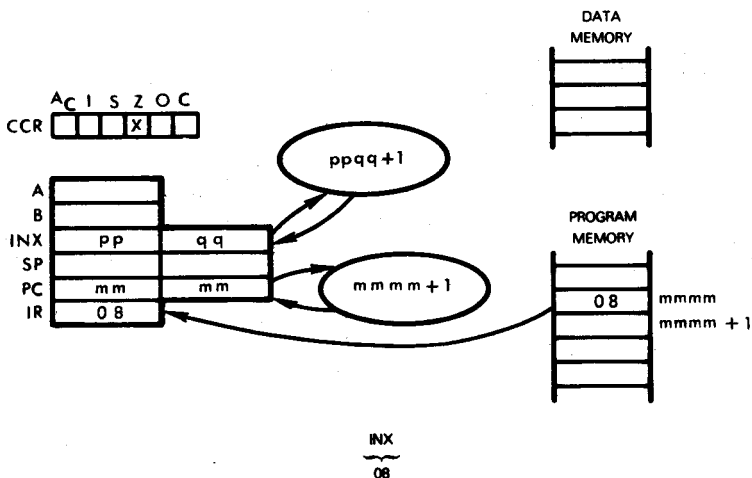 DATA
MEMORY
AC I S Z O C
CCR X
ppqq+1
A
B
INX pp qq
SP
PC mm mm
IR 08
mmmm+1
PROGRAM
MEMORY
08 mmmm
mmmm + 1
INX
08